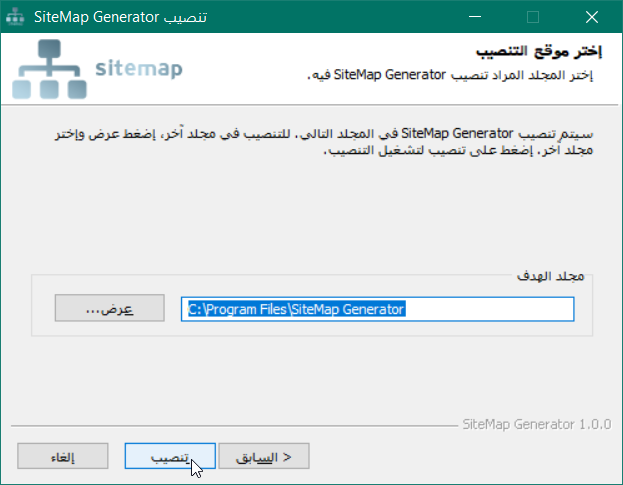 تنصيب SiteMap Generator
sitemap
إختر موقع التنصيب
إختر المجلد المراد تنصيب SiteMap Generator فيه.
سيتم تنصيب SiteMap Generator في المجلد التالي. للتنصيب في مجلد آخر، إضغط عرض وإختر
مجلد آخر. إضغط على تنصيب لتشغيل التنصيب.
مجلد الهدف
C:\Program Files\SiteMap Generator
عرض...
SiteMap Generator 1.0.0
< السابق
تنصيب
إلغاء